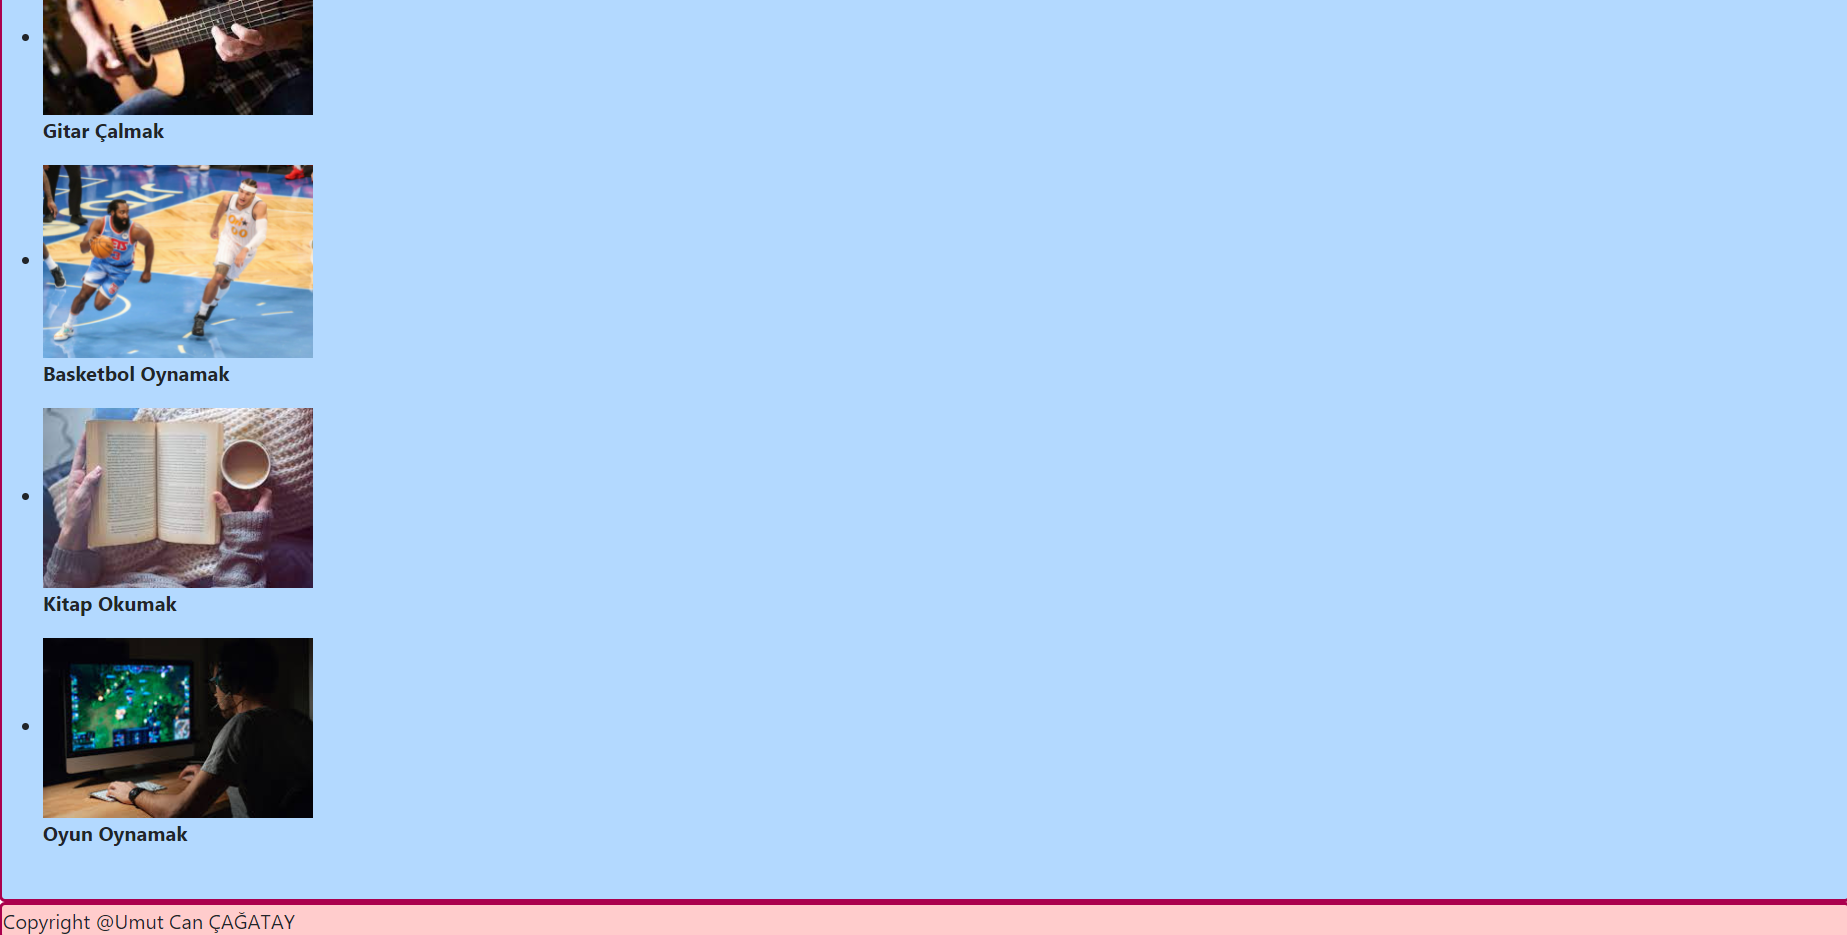 Gitar Çalmak
Basketbol Oynamak
Kitap Okumak
Oyun Oynamak
Copyright @Umut Can ÇAĞATAY